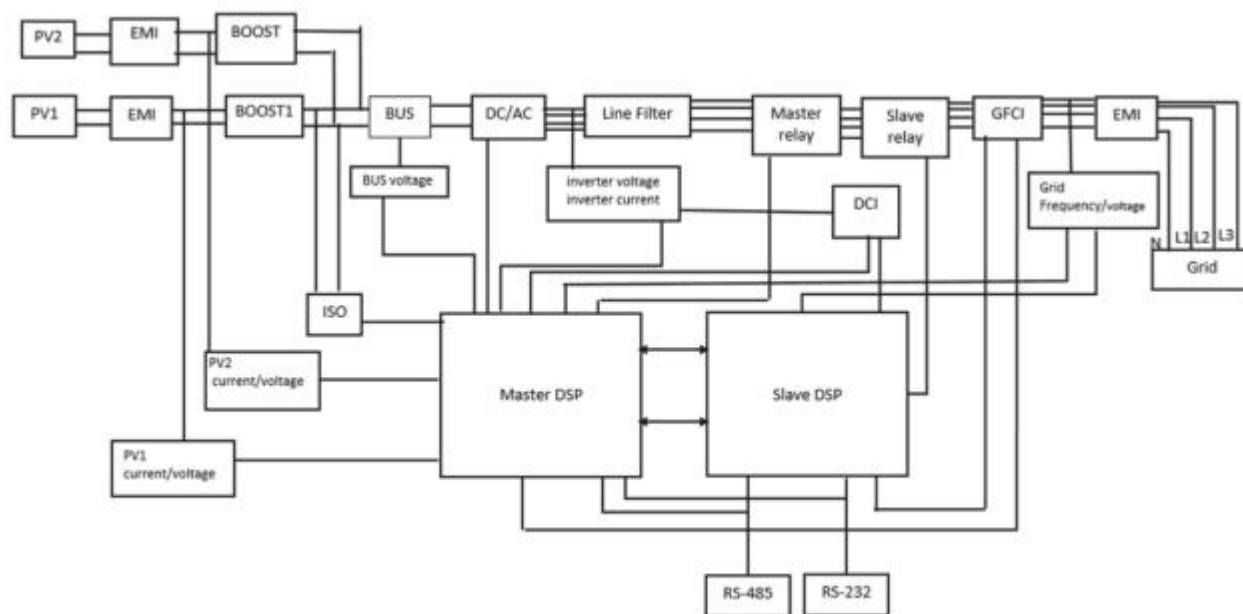 PV2
EMI
BOOST
PV1
EMI
BOOST1
BUS
DC/AC
Line Filter
Master
relay
Slave
relay
GFCI
EMI
BUS voltage
inverter voltage
inverter current
DCI
Grid
Frequency/voltage
N
L1
L2
L3
Grid
ISO
PV2
current/voltage
Master DSP
Slave DSP
PV1
current/voltage
RS-485
RS-232